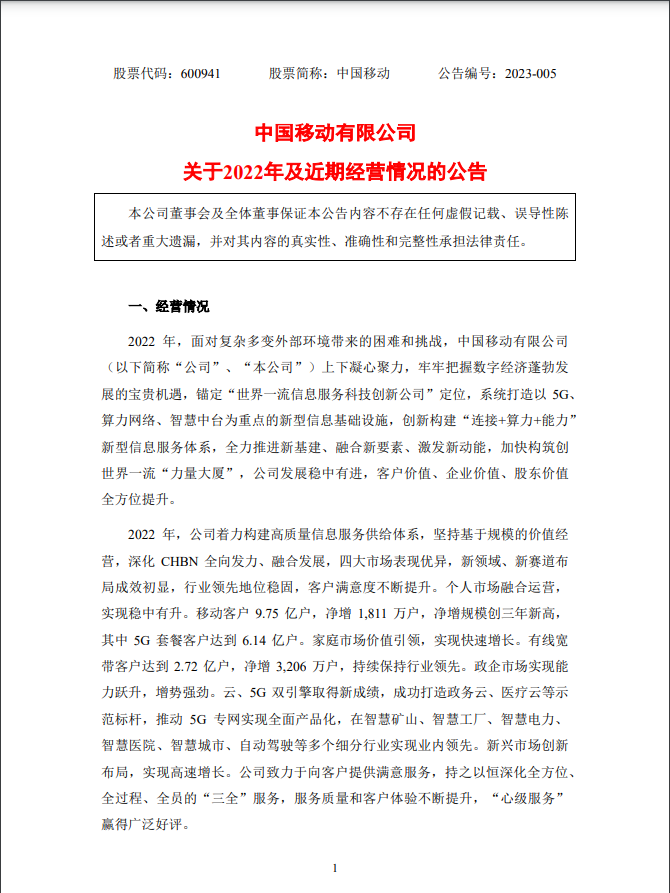 股票代码：600941 股票简称：中国移动 公告编号：2023-005
中国移动有限公司
关于2022年及近期经营情况的公告
本公司董事会及全体董事保证本公告内容不存在任何虚假记载、误导性陈
述或者重大遗漏，并对其内容的真实性、准确性和完整性承担法律责任。
一、经营情况
2022 年，面对复杂多变外部环境带来的困难和挑战，中国移动有限公司
（以下简称“公司”、“本公司”）上下凝心聚力，牢牢把握数字经济蓬勃发
展的宝贵机遇，锚定“世界一流信息服务科技创新公司”定位，系统打造以 5G、
算力网络、智慧中台为重点的新型信息基础设施，创新构建“连接+算力+能力”
新型信息服务体系，全力推进新基建、融合新要素、激发新动能，加快构筑创
世界一流“力量大厦”，公司发展稳中有进，客户价值、企业价值、股东价值
全方位提升。
2022 年，公司着力构建高质量信息服务供给体系，坚持基于规模的价值经
营，深化 CHBN 全向发力、融合发展，四大市场表现优异，新领域、新赛道布
局成效初显，行业领先地位稳固，客户满意度不断提升。个人市场融合运营，
实现稳中有升。移动客户 9.75 亿户，净增 1,811 万户，净增规模创三年新高，
其中 5G 套餐客户达到 6.14 亿户。家庭市场价值引领，实现快速增长。有线宽
带客户达到 2.72 亿户，净增 3,206 万户，持续保持行业领先。政企市场实现能
力跃升，增势强劲。云、5G 双引擎取得新成绩，成功打造政务云、医疗云等示
范标杆，推动 5G 专网实现全面产品化，在智慧矿山、智慧工厂、智慧电力、
智慧医院、智慧城市、自动驾驶等多个细分行业实现业内领先。新兴市场创新
布局，实现高速增长。公司致力于向客户提供满意服务，持之以恒深化全方位、
全过程、全员的“三全”服务，服务质量和客户体验不断提升，“心级服务”
赢得广泛好评。
1